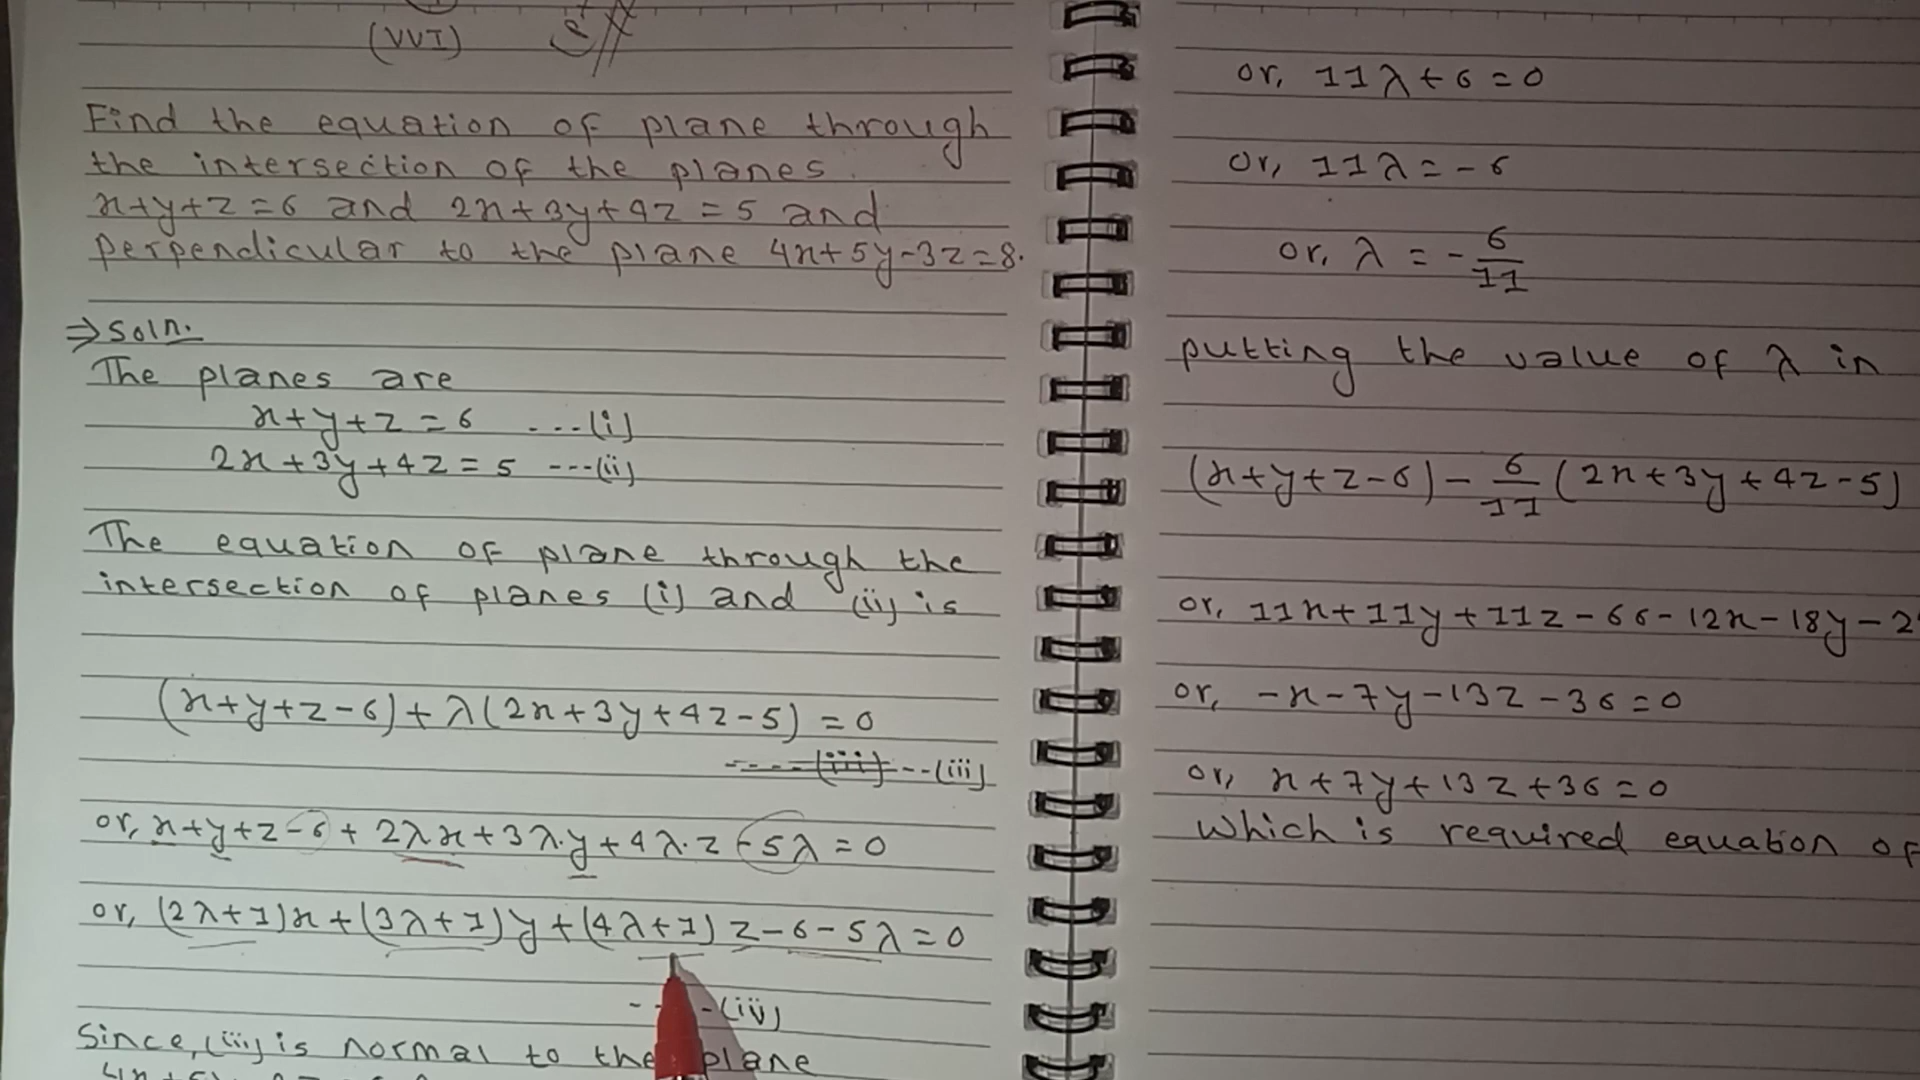 (VVI)
Find the equation of plane through
the intersection of the planes
x+y+z=6 and 2x+3y+4z=5 and
perpendicular to the plane 4x+5y-3z=8.
⇒ Soln.
The planes are
x+y+z=6 ---(i)
2x+3y+4z=5 ---(ii)
The equation of plane through the
intersection of planes (i) and (ii) is
(x+y+z-6)+λ(2x+3y+4z-5)=0
----(iii)--(iii)
or, x+y+z-6+2λx+3λ.y+4λ.z-5λ=0
or, (2λ+1)x+(3λ+1)y+(4λ+1)z-6-5λ=0
(iv)
Since, (iii) is normal to the plane
or, 11λ+6=0
or, 11λ=-6
or, λ=-6/11
putting the value of λ in
(x+y+z-6)-6/11(2x+3y+4z-5)
or, 11x+11y+11z-66-12x-18y-2
or, -x-7y-13z-36=0
or, x+7y+13z+36=0
Which is required equation of